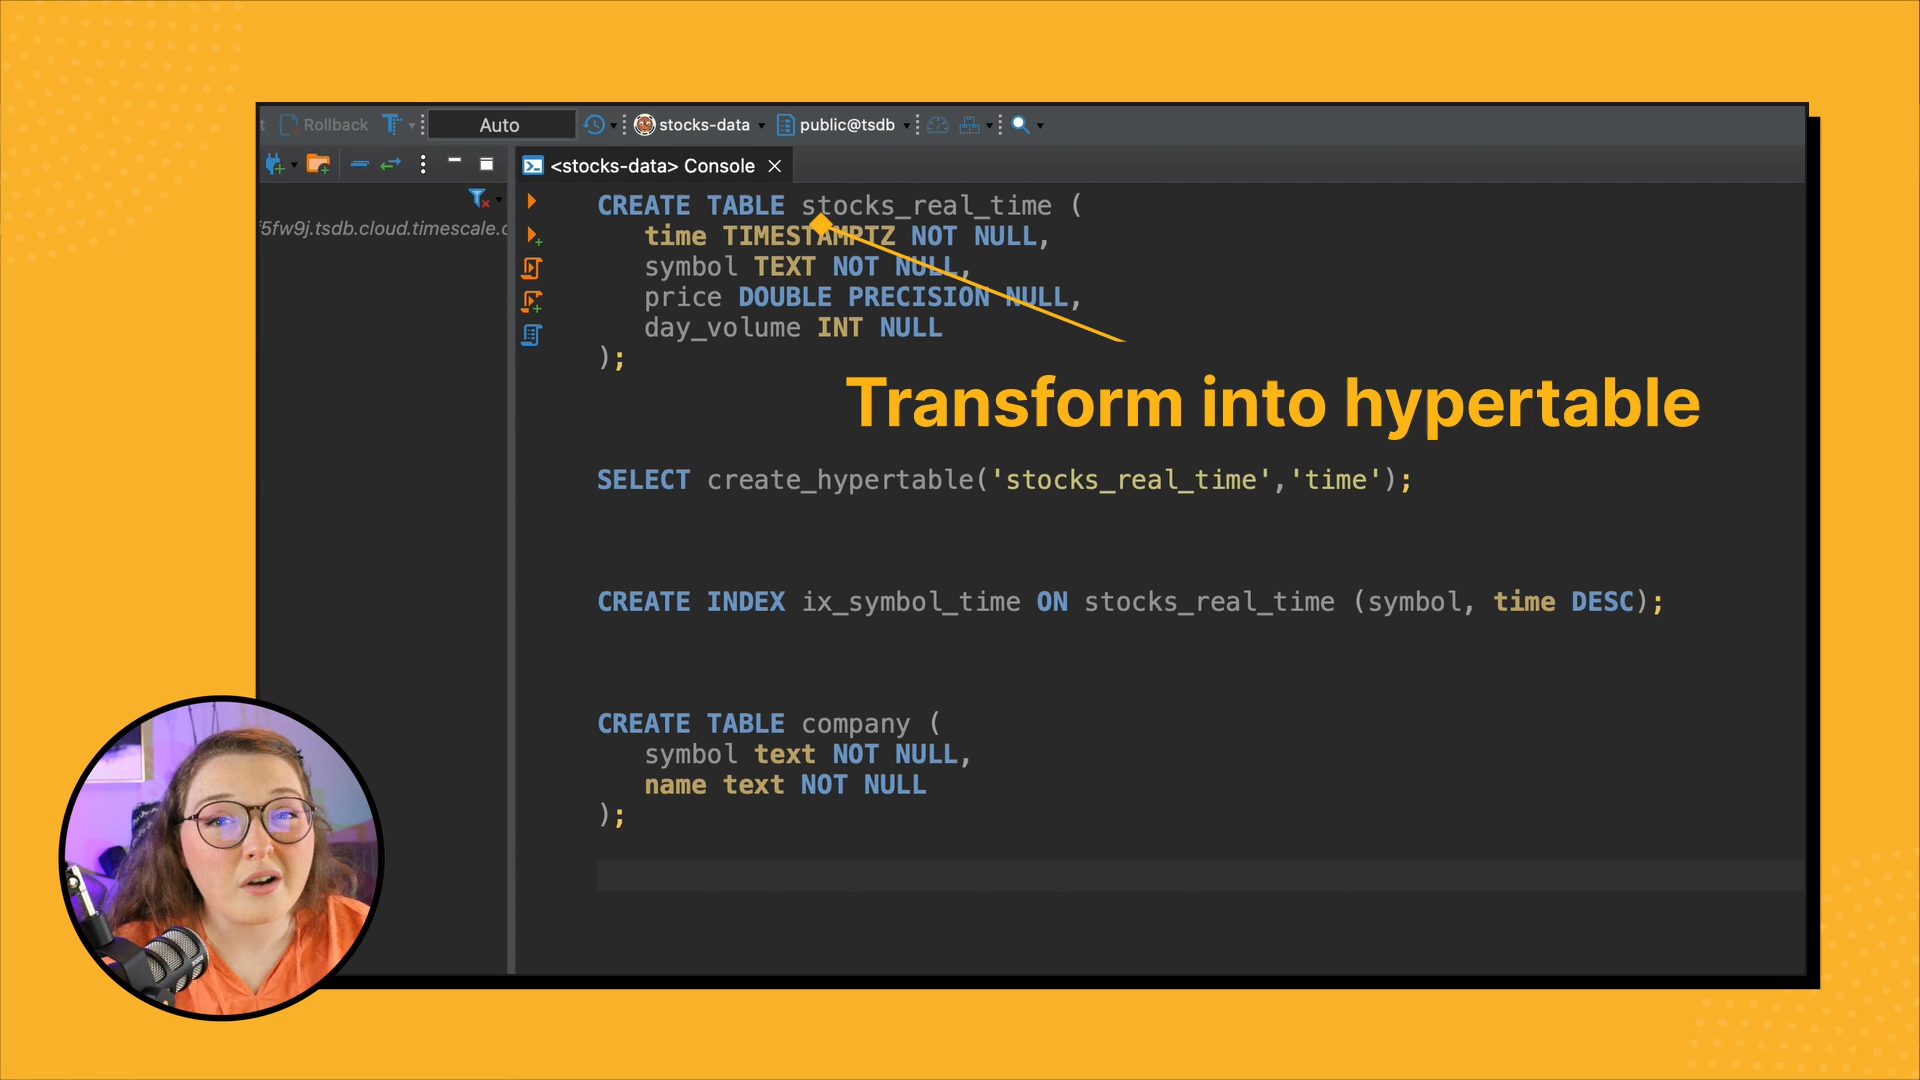 t Rollback Auto stocks-data public@tsdb
<stocks-data> Console
5fw9j.tsdb.cloud.timescale.c
CREATE TABLE stocks_real_time (
time TIMESTAMPTZ NOT NULL,
symbol TEXT NOT NULL,
price DOUBLE PRECISION NULL,
day_volume INT NULL
);
Transform into hypertable
SELECT create_hypertable('stocks_real_time','time');
CREATE INDEX ix_symbol_time ON stocks_real_time (symbol, time DESC);
CREATE TABLE company (
symbol text NOT NULL,
name text NOT NULL
);